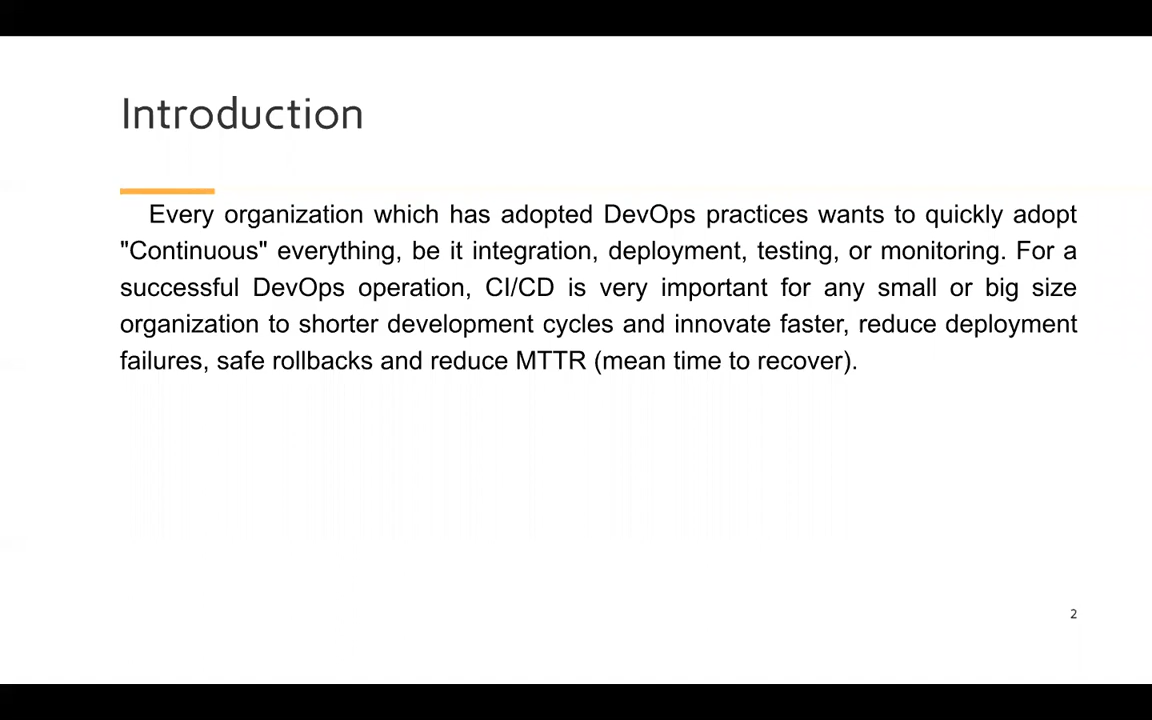 Introduction
Every organization which has adopted DevOps practices wants to quickly adopt
"Continuous" everything, be it integration, deployment, testing, or monitoring. For a
successful DevOps operation, CI/CD is very important for any small or big size
organization to shorter development cycles and innovate faster, reduce deployment
failures, safe rollbacks and reduce MTTR (mean time to recover).
2